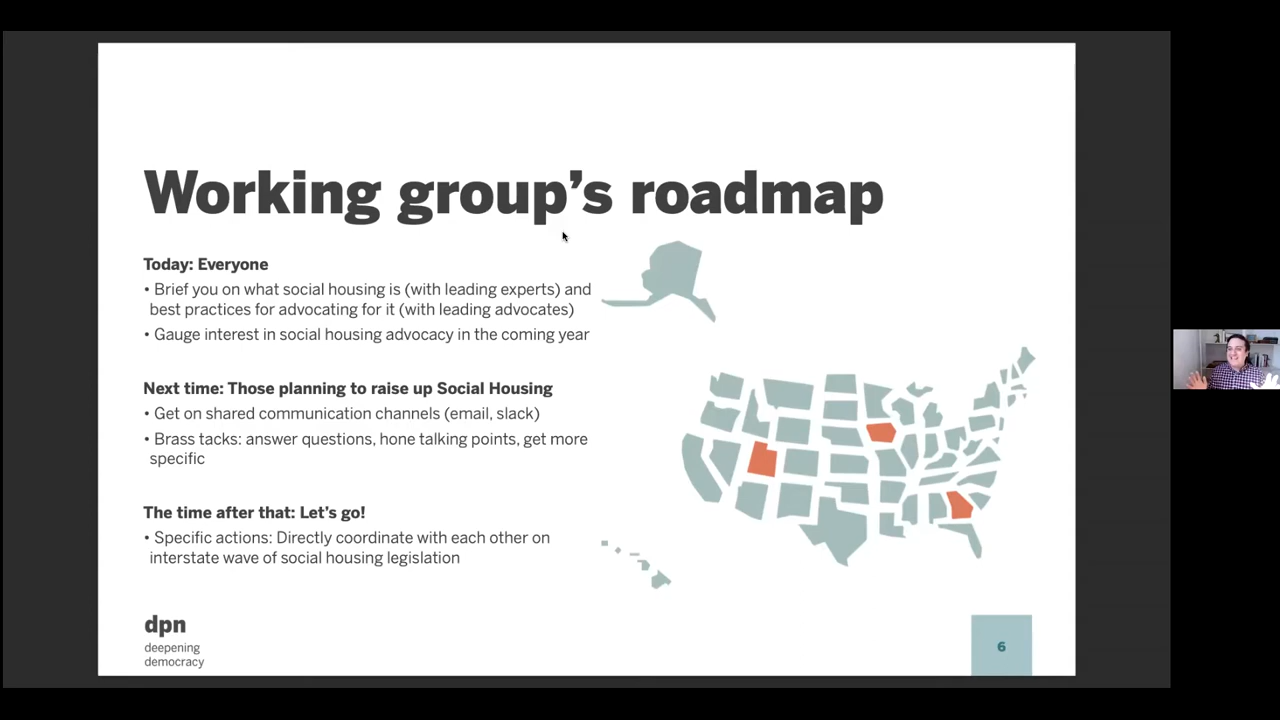 Working group’s roadmap
Today: Everyone
• Brief you on what social housing is (with leading experts) and
best practices for advocating for it (with leading advocates)
• Gauge interest in social housing advocacy in the coming year
Next time: Those planning to raise up Social Housing
• Get on shared communication channels (email, slack)
• Brass tacks: answer questions, hone talking points, get more
specific
The time after that: Let’s go!
• Specific actions: Directly coordinate with each other on
interstate wave of social housing legislation
dpn
deepening
democracy
6